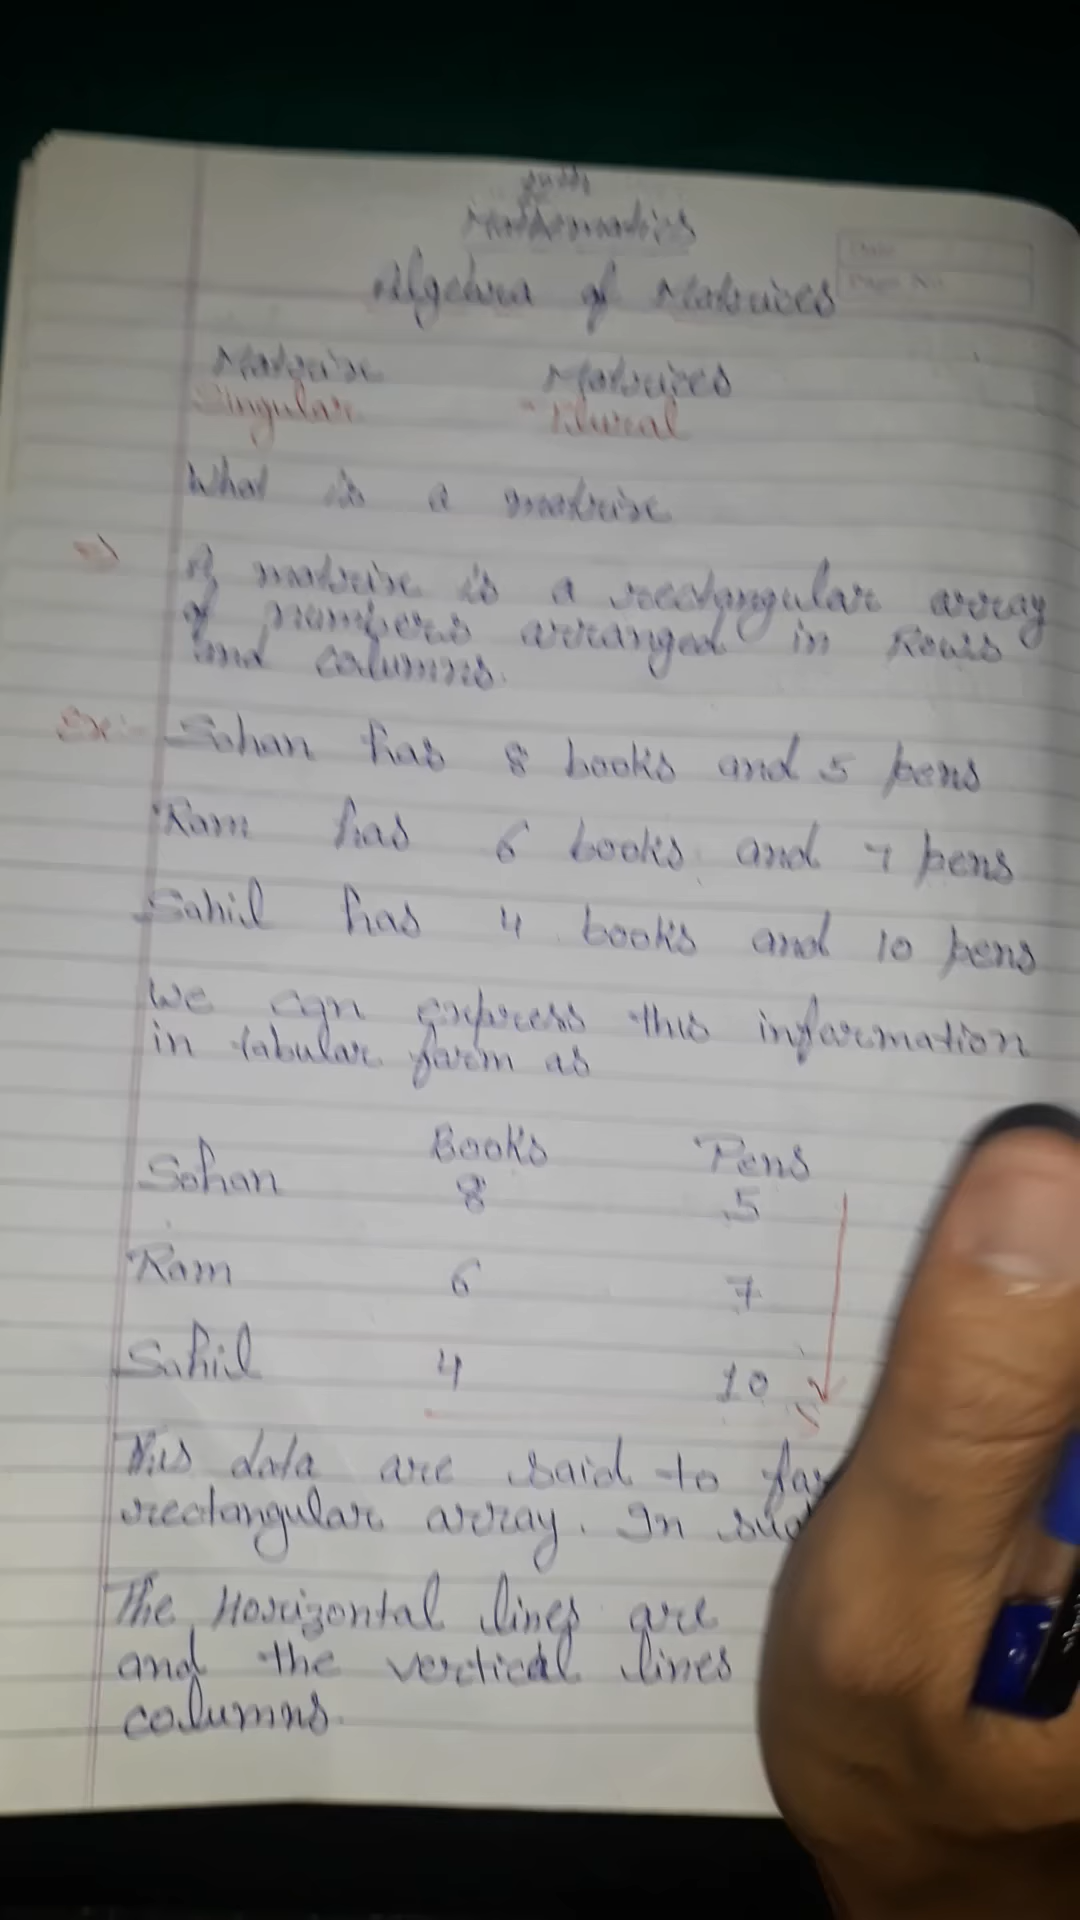 Mathematics
Algebra of Matrices
Date
Page No.
Matrix Matrices
Singular Plural
What is a matrix
A matrix is a rectangular array
of numbers arranged in Rows
and columns.
Ex:- Sohan has 8 books and 5 pens
Ram has 6 books and 7 pens
Sahil has 4 books and 10 pens
We can express this information
in tabular form as
Books Pens
Sohan 8 5
Ram 6 7
Sahil 4 10
This data are said to
rectangular array. In
The Horizontal lines are
and the vertical lines
columns.